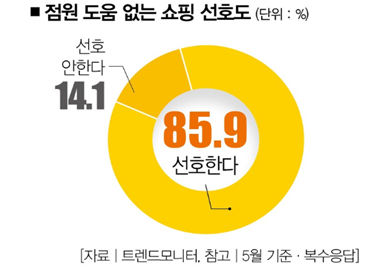 ■ 점원 도움 없는 쇼핑 선호도 (단위 : %)
선호
안한다
14.1
85.9
선호한다
[자료 | 트렌드모니터, 참고 | 5월 기준 · 복수응답]